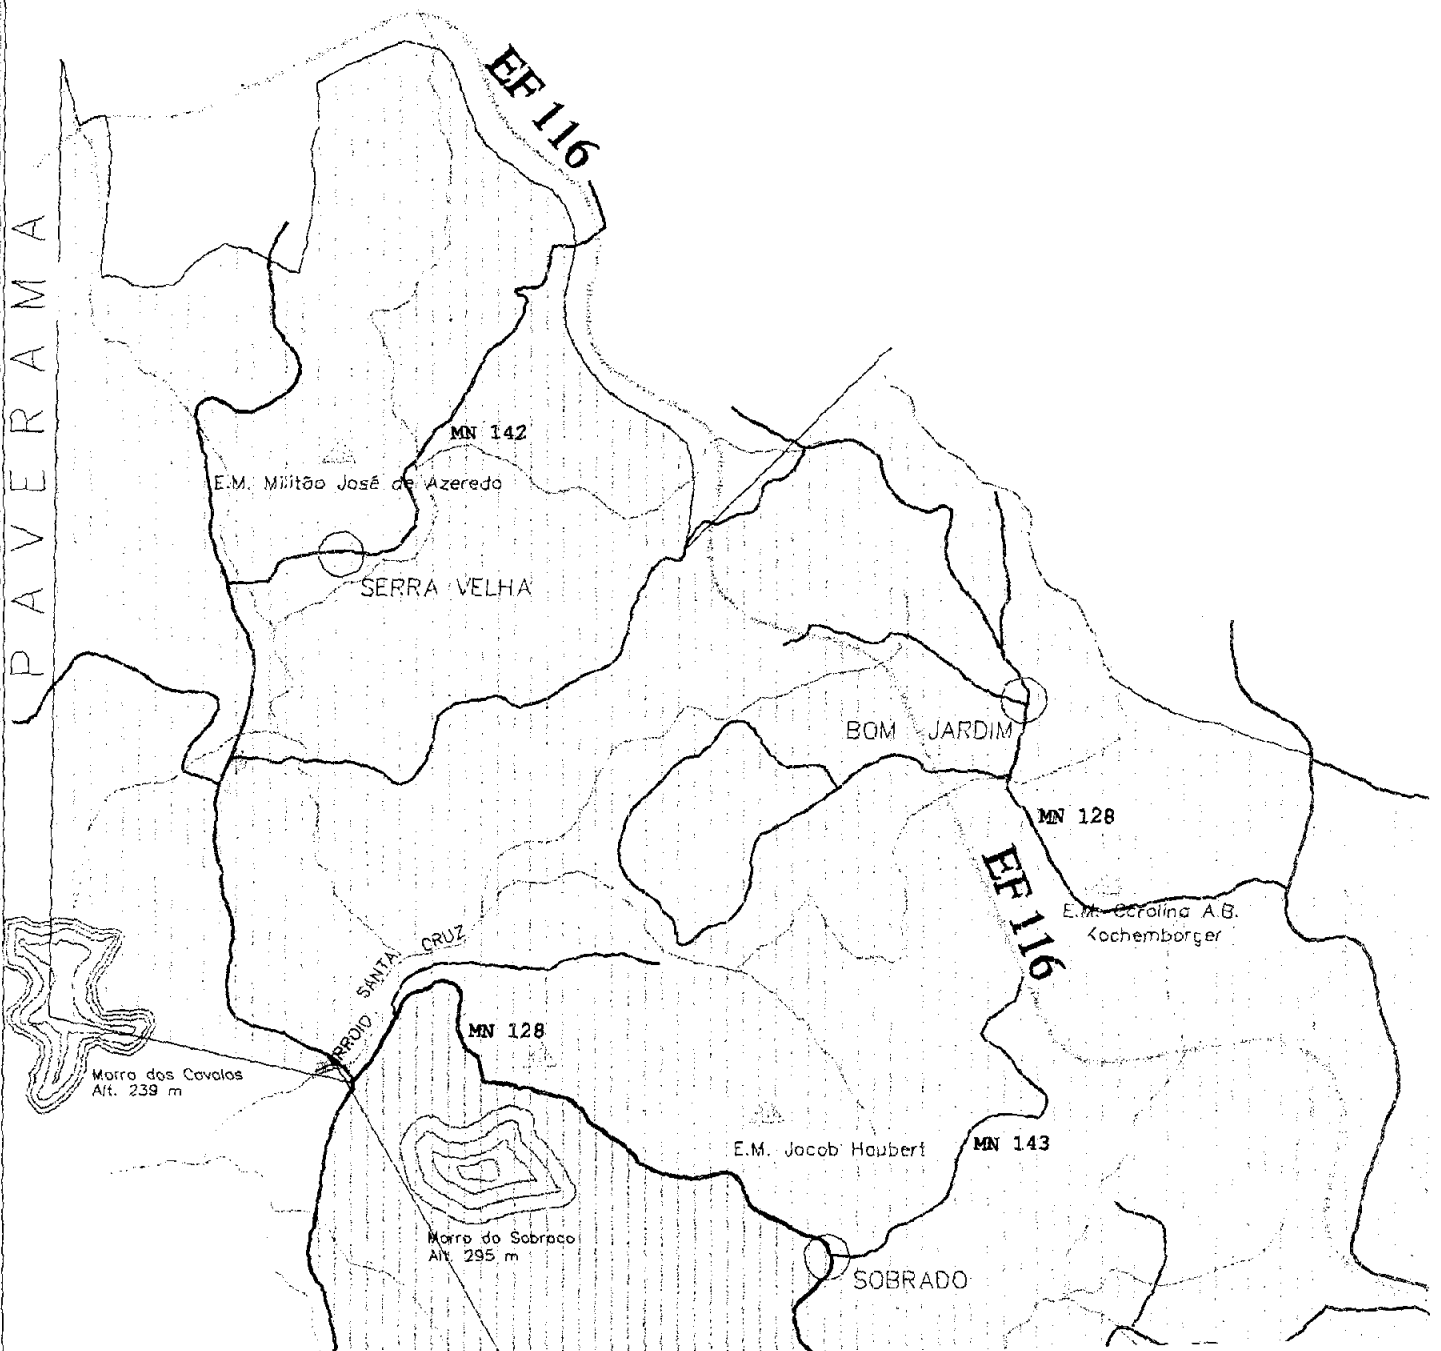 EF 116
PAVERAMA
MN 142
E.M. Militão José de Azeredo
SERRA VELHA
BOM JARDIM
MN 128
EF 116
E.M. Carolina A.B.
Kochemborger
ARROIO SANTA CRUZ
MN 128
Morro dos Cavalos
Alt. 239 m
E.M. Jacob Haubert
MN 143
Morro do Sobraco
Alt. 295 m
SOBRADO